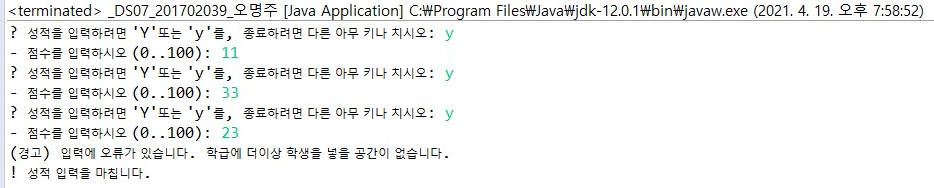 <terminated> _DS07_201702039_오명주 [Java Application] C:₩Program Files₩Java₩jdk-12.0.1₩bin₩javaw.exe (2021. 4. 19. 오후 7:58:52)
? 성적을 입력하려면 'Y'또는 'y'를, 종료하려면 다른 아무 키나 치시오: y
- 점수를 입력하시오 (0..100): 11
? 성적을 입력하려면 'Y'또는 'y'를, 종료하려면 다른 아무 키나 치시오: y
- 점수를 입력하시오 (0..100): 33
? 성적을 입력하려면 'Y'또는 'y'를, 종료하려면 다른 아무 키나 치시오: y
- 점수를 입력하시오 (0..100): 23
(경고) 입력에 오류가 있습니다. 학급에 더이상 학생을 넣을 공간이 없습니다.
! 성적 입력을 마칩니다.